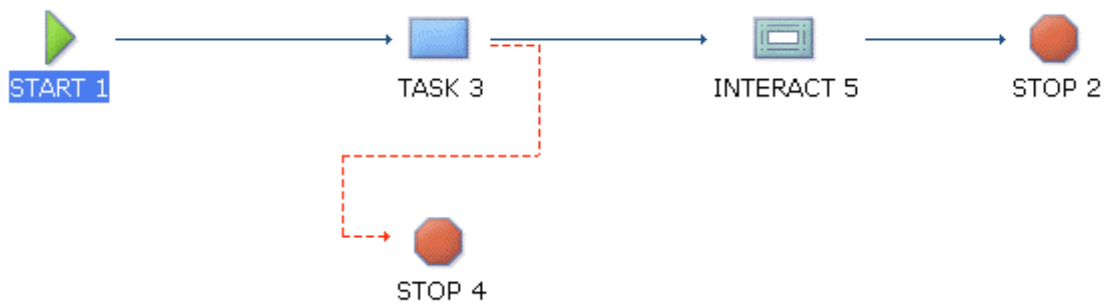 START 1
TASK 3
INTERACT 5
STOP 2
STOP 4